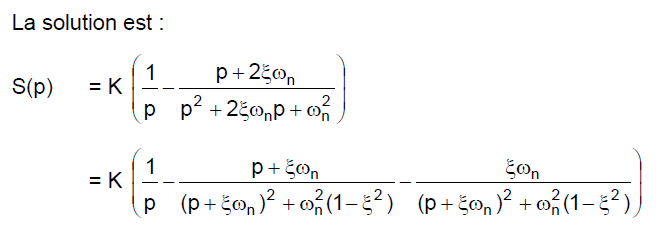 La solution est :
S(p) = K ( 1/p - (p + 2ξωn)/(p² + 2ξωnp + ωn²) )
= K ( 1/p - (p + ξωn)/((p + ξωn)² + ωn²(1 - ξ²)) - ξωn/((p + ξωn)² + ωn²(1 - ξ²)) )